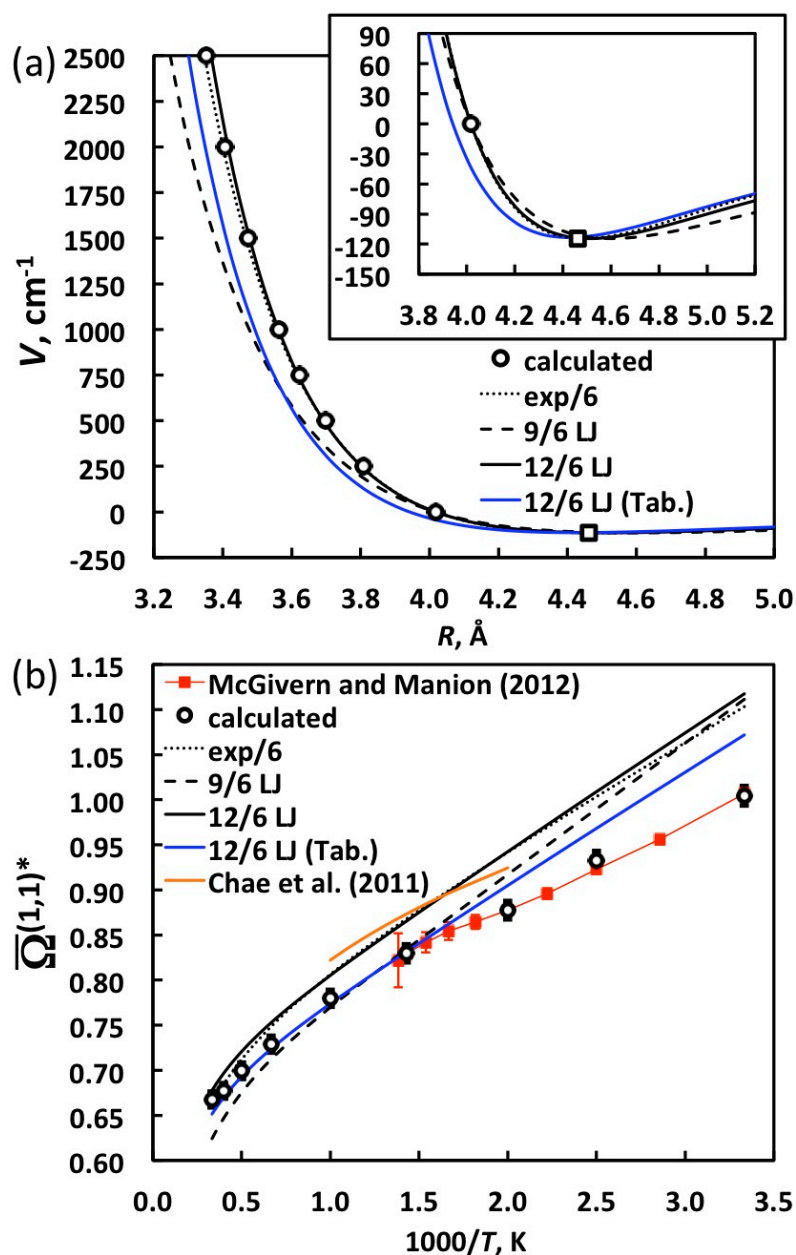 (a)
2500
2250
2000
1750
1500
1250
1000
750
500
250
0
-250
V, cm⁻¹
3.2 3.4 3.6 3.8 4.0 4.2 4.4 4.6 4.8 5.0
R, Å
90
60
30
0
-30
-60
-90
-120
-150
3.8 4.0 4.2 4.4 4.6 4.8 5.0 5.2
calculated
exp/6
9/6 LJ
12/6 LJ
12/6 LJ (Tab.)
(b)
1.15
1.10
1.05
1.00
0.95
0.90
0.85
0.80
0.75
0.70
0.65
0.60
Ω̅(1,1)*
McGivern and Manion (2012)
calculated
exp/6
9/6 LJ
12/6 LJ
12/6 LJ (Tab.)
Chae et al. (2011)
0.0 0.5 1.0 1.5 2.0 2.5 3.0 3.5
1000/T, K